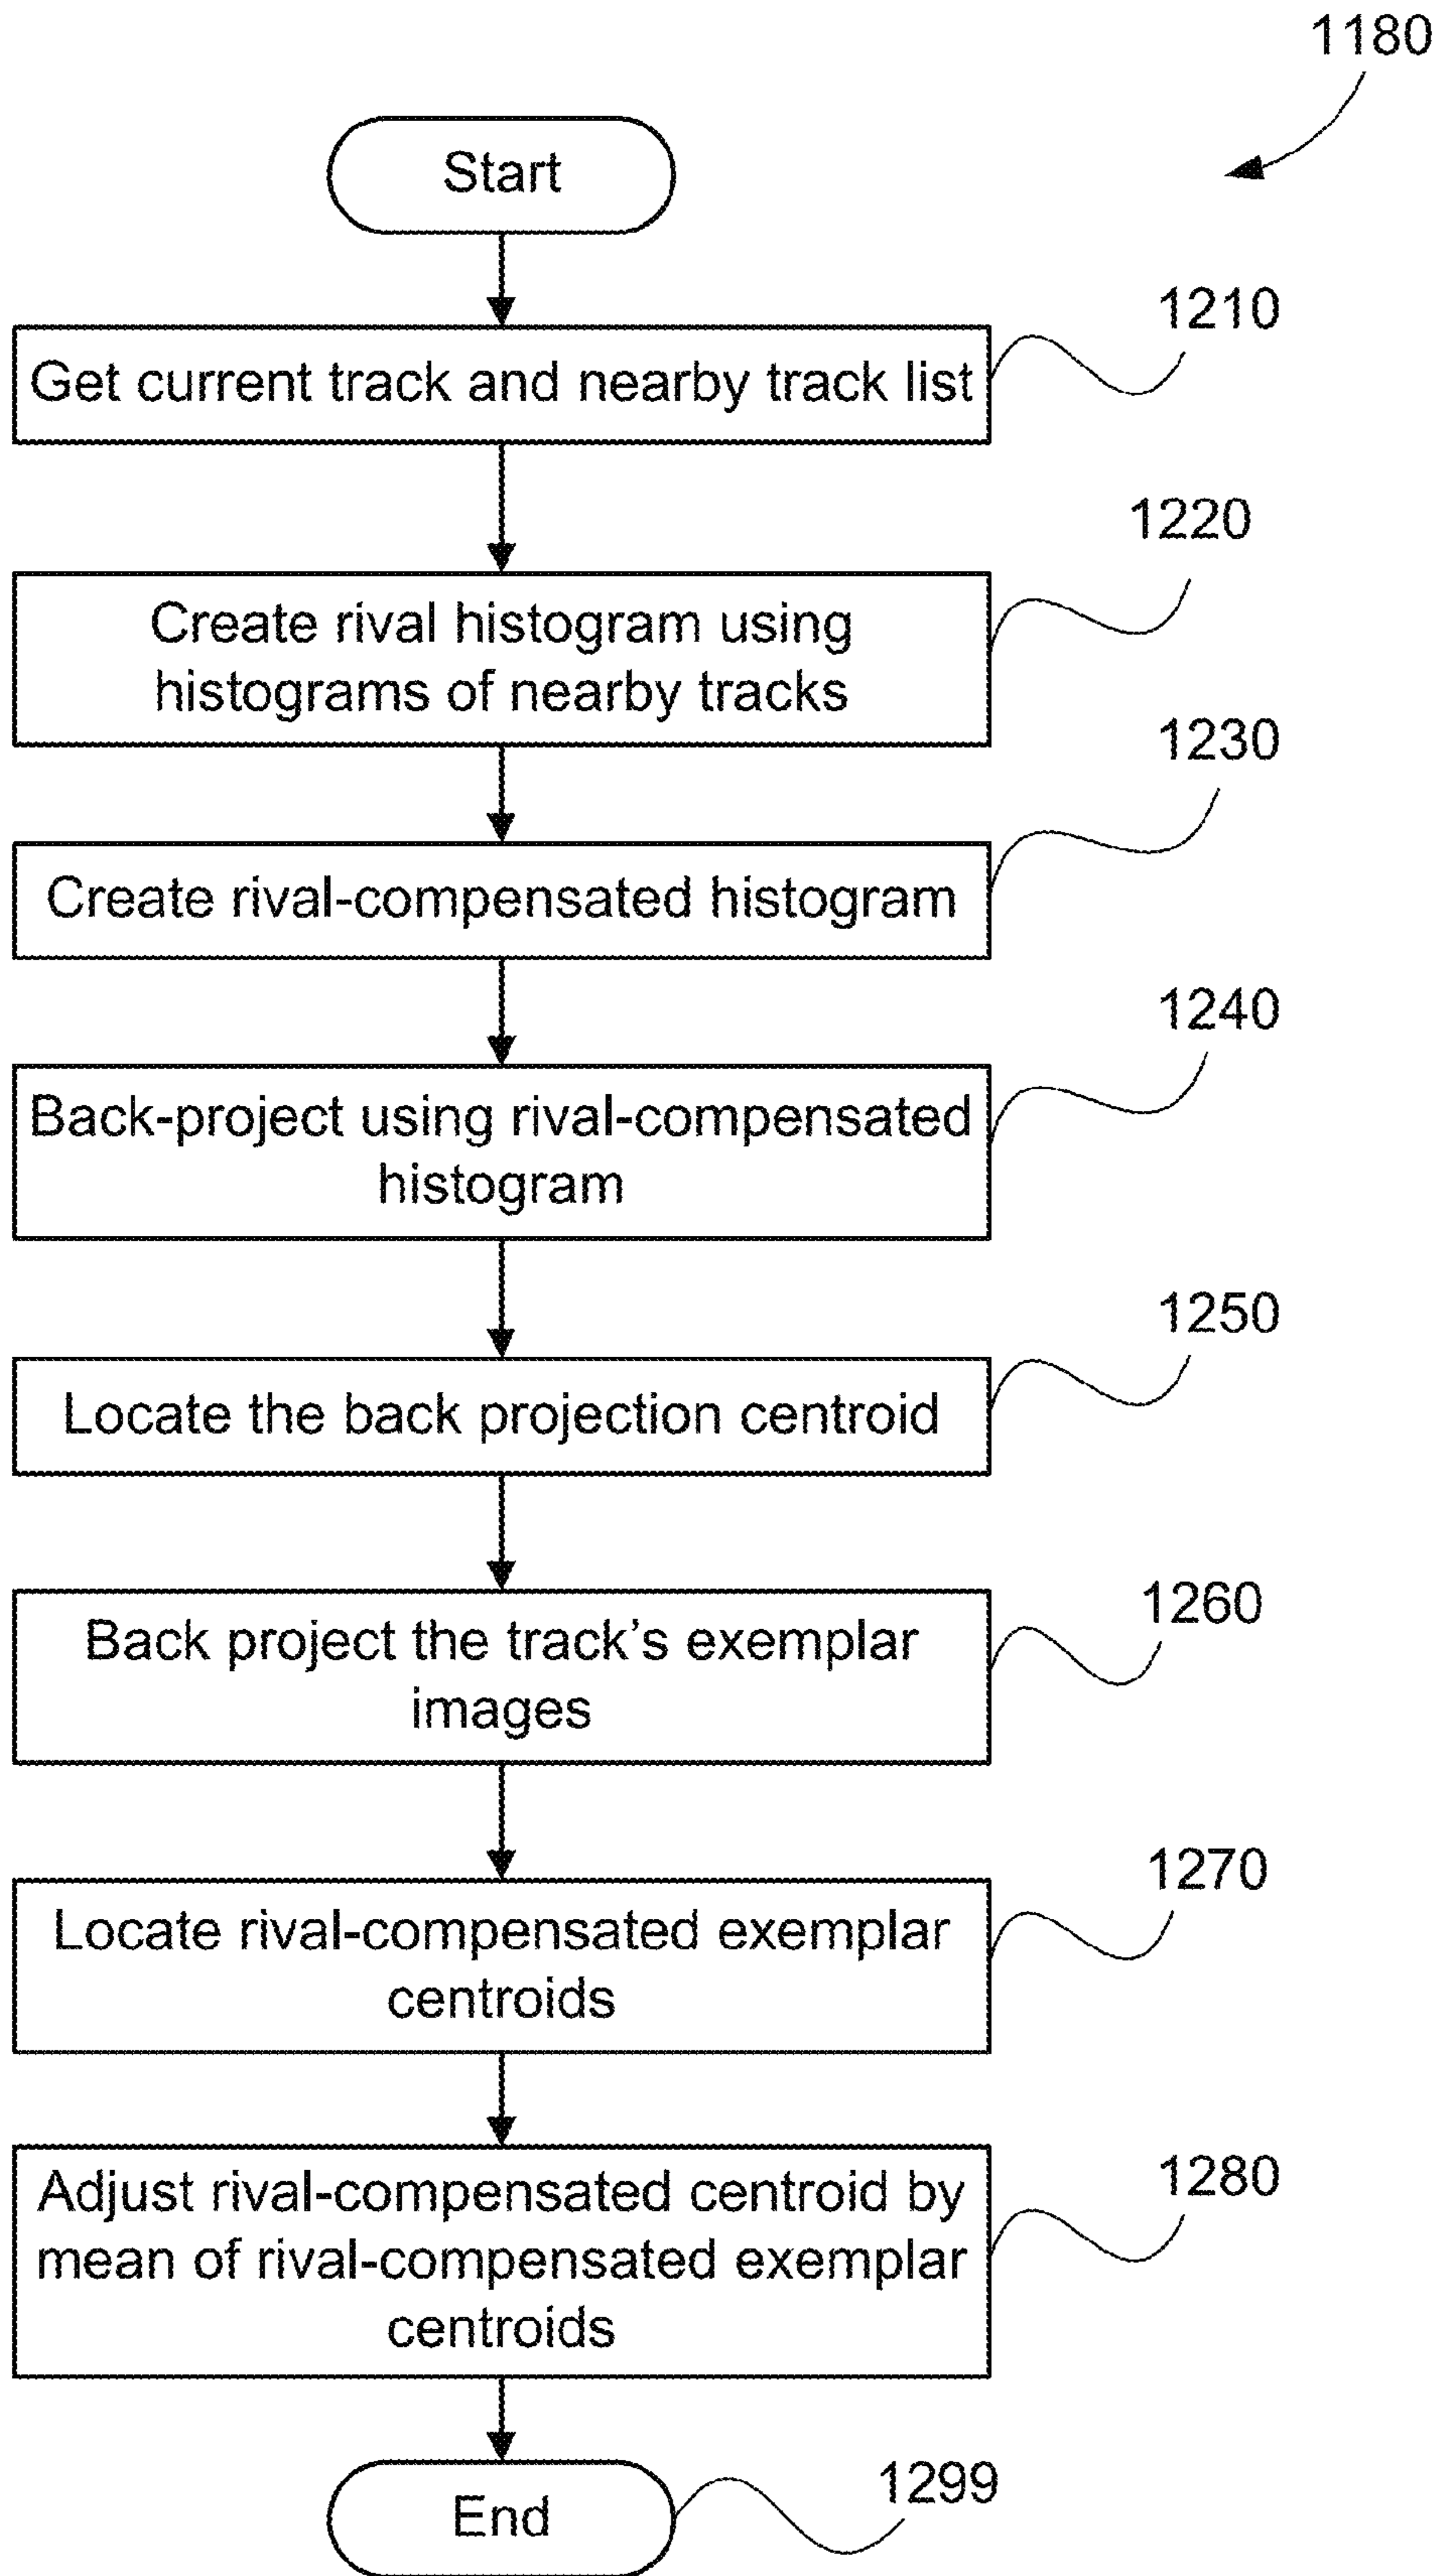 1180
Start
1210
Get current track and nearby track list
1220
Create rival histogram using
histograms of nearby tracks
1230
Create rival-compensated histogram
1240
Back-project using rival-compensated
histogram
1250
Locate the back projection centroid
1260
Back project the track’s exemplar
images
1270
Locate rival-compensated exemplar
centroids
1280
Adjust rival-compensated centroid by
mean of rival-compensated exemplar
centroids
1299
End